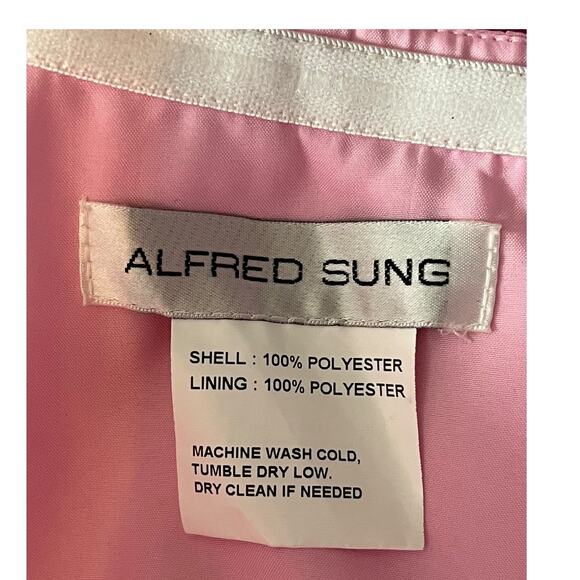 ALFRED SUNG
SHELL : 100% POLYESTER
LINING : 100% POLYESTER
MACHINE WASH COLD,
TUMBLE DRY LOW.
DRY CLEAN IF NEEDED